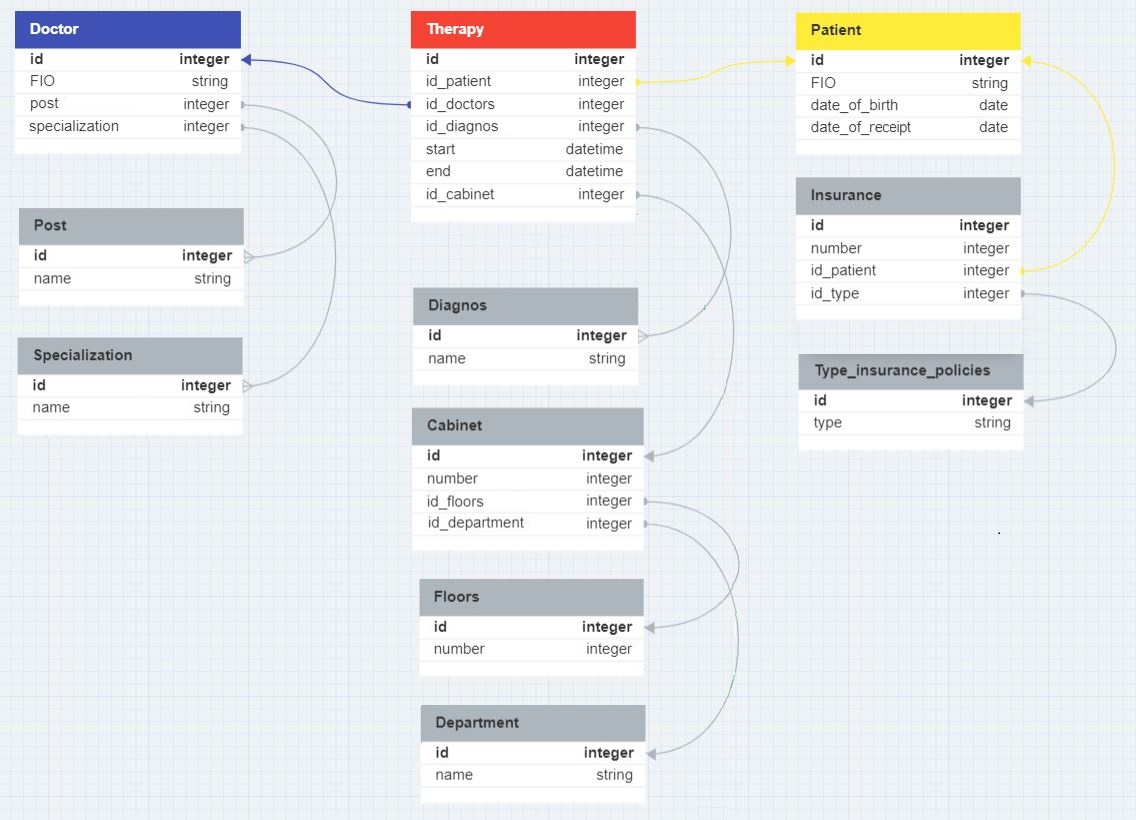 Doctor
id integer
FIO string
post integer
specialization integer
Post
id integer
name string
Specialization
id integer
name string
Therapy
id integer
id_patient integer
id_doctors integer
id_diagnos integer
start datetime
end datetime
id_cabinet integer
Diagnos
id integer
name string
Cabinet
id integer
number integer
id_floors integer
id_department integer
Floors
id integer
number integer
Department
id integer
name string
Patient
id integer
FIO string
date_of_birth date
date_of_receipt date
Insurance
id integer
number integer
id_patient integer
id_type integer
Type_insurance_policies
id integer
type string